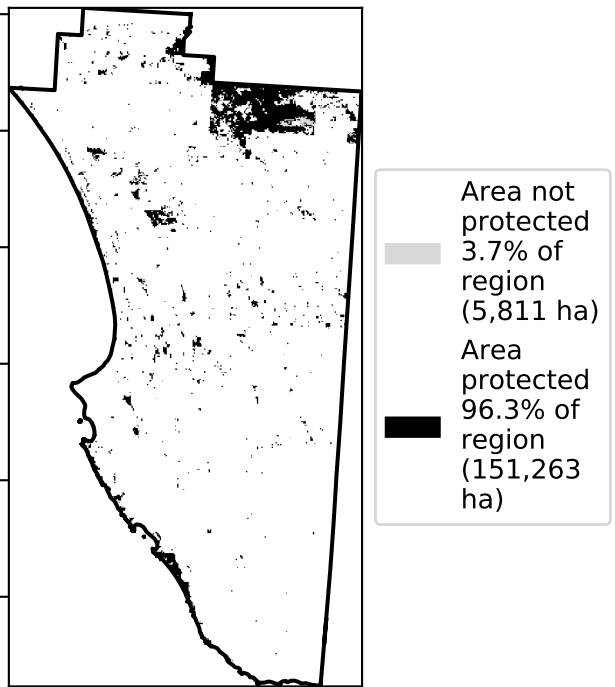 Area not
protected
3.7% of
region
(5,811 ha)
Area
protected
96.3% of
region
(151,263
ha)